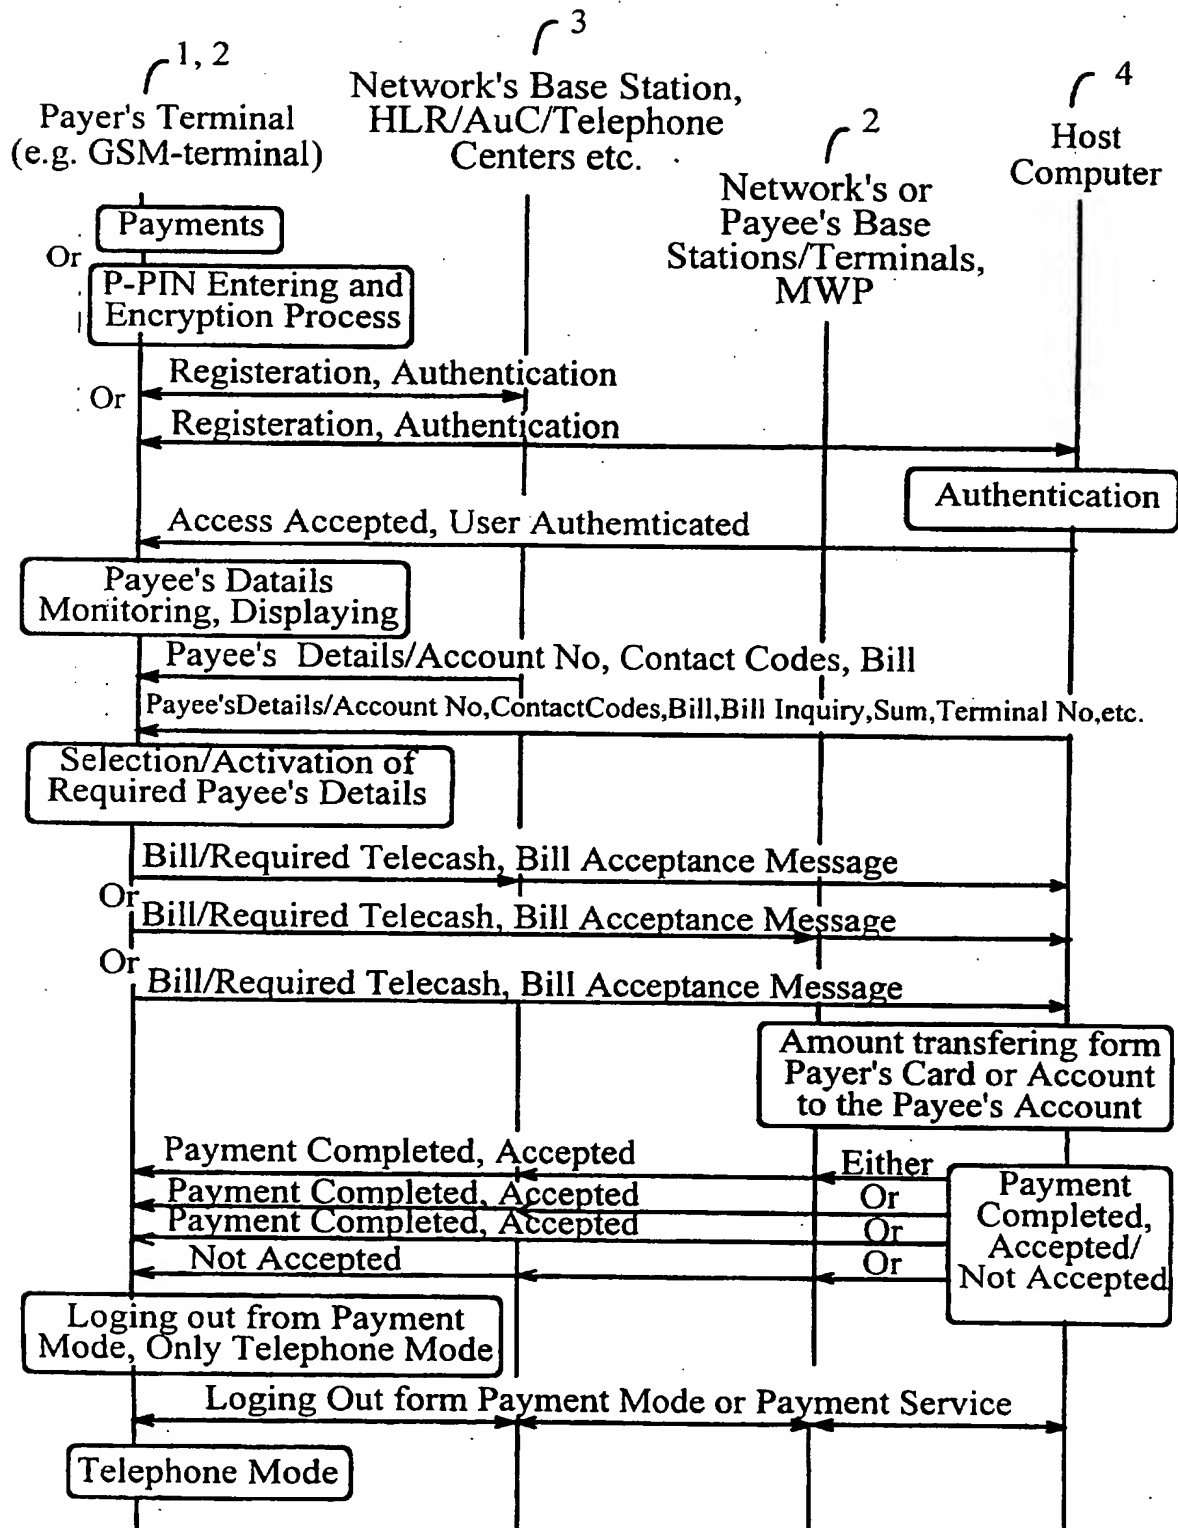 1, 2
Payer's Terminal
(e.g. GSM-terminal)
3
Network's Base Station,
HLR/AuC/Telephone
Centers etc.
2
Network's or
Payee's Base
Stations/Terminals,
MWP
4
Host
Computer
Payments
Or
P-PIN Entering and
Encryption Process
Registeration, Authentication
Or
Registeration, Authentication
Authentication
Access Accepted, User Authemticated
Payee's Datails
Monitoring, Displaying
Payee's Details/Account No, Contact Codes, Bill
Payee'sDetails/Account No,ContactCodes,Bill,Bill Inquiry,Sum,Terminal No,etc.
Selection/Activation of
Required Payee's Details
Bill/Required Telecash, Bill Acceptance Message
Or
Bill/Required Telecash, Bill Acceptance Message
Or
Bill/Required Telecash, Bill Acceptance Message
Amount transfering form
Payer's Card or Account
to the Payee's Account
Payment Completed, Accepted
Either
Payment Completed, Accepted
Or
Payment Completed, Accepted
Or
Not Accepted
Or
Payment
Completed,
Accepted/
Not Accepted
Loging out from Payment
Mode, Only Telephone Mode
Loging Out form Payment Mode or Payment Service
Telephone Mode